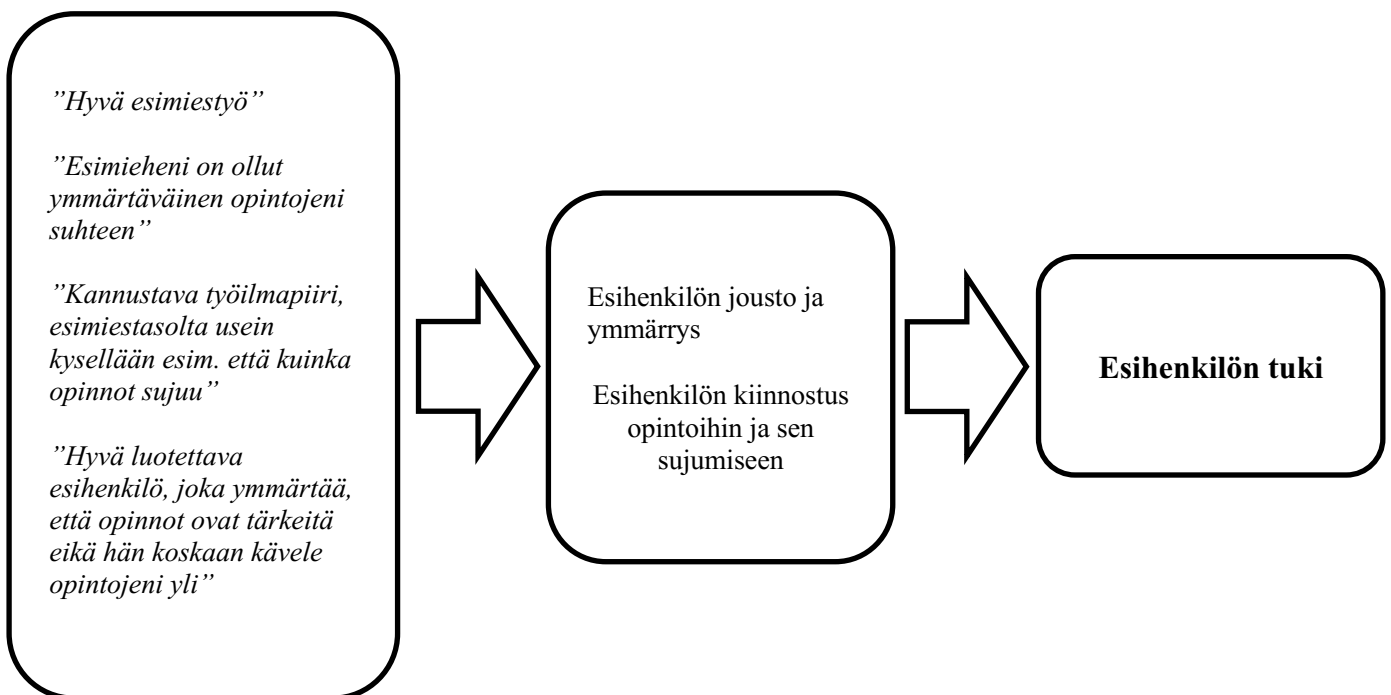 ”Hyvä esimiestyö”
”Esimieheni on ollut
ymmärtäväinen opintojeni
suhteen”
”Kannustava työilmapiiri,
esimiestasolta usein
kysellään esim. että kuinka
opinnot sujuu”
”Hyvä luotettava
esihenkilö, joka ymmärtää,
että opinnot ovat tärkeitä
eikä hän koskaan kävele
opintojeni yli”
Esihenkilön jousto ja
ymmärrys
Esihenkilön kiinnostus
opintoihin ja sen
sujumiseen
Esihenkilön tuki